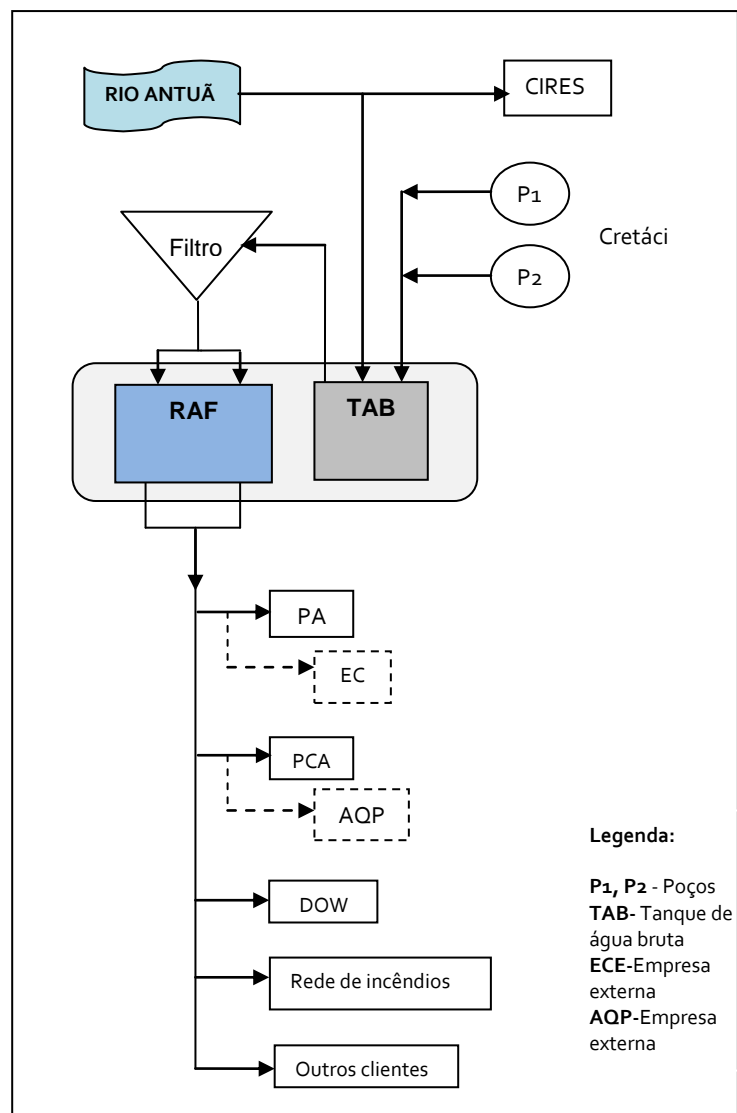 RIO ANTUÃ
CIRES
P1
Cretáci
P2
Filtro
RAF
TAB
PA
EC
PCA
AQP
DOW
Rede de incêndios
Outros clientes
Legenda:
P1, P2 - Poços
TAB- Tanque de
água bruta
ECE-Empresa
externa
AQP-Empresa
externa